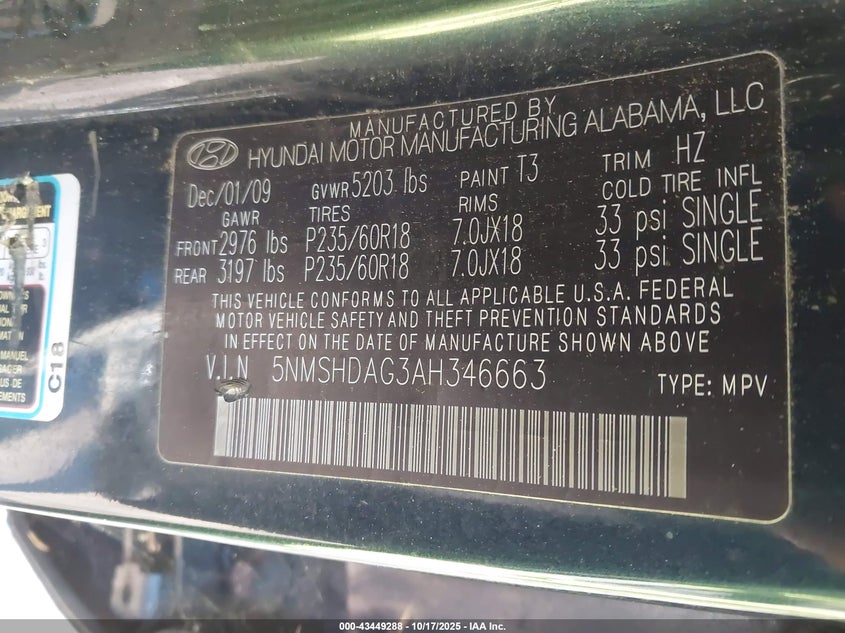 MANUFACTURED BY
HYUNDAI MOTOR MANUFACTURING ALABAMA, LLC
Dec/01/09 GVWR 5203 lbs PAINT T3 TRIM HZ
GAWR TIRES RIMS COLD TIRE INFL
FRONT 2976 lbs P235/60R18 7.0JX18 33 psi SINGLE
REAR 3197 lbs P235/60R18 7.0JX18 33 psi SINGLE
THIS VEHICLE CONFORMS TO ALL APPLICABLE U.S.A. FEDERAL
MOTOR VEHICLE SAFETY AND THEFT PREVENTION STANDARDS
IN EFFECT ON THE DATE OF MANUFACTURE SHOWN ABOVE
V.I.N 5NMSHDAG3AH346663 TYPE: MPV
C18
MANUEL
000-43449288 - 10/17/2025 - IAA Inc.